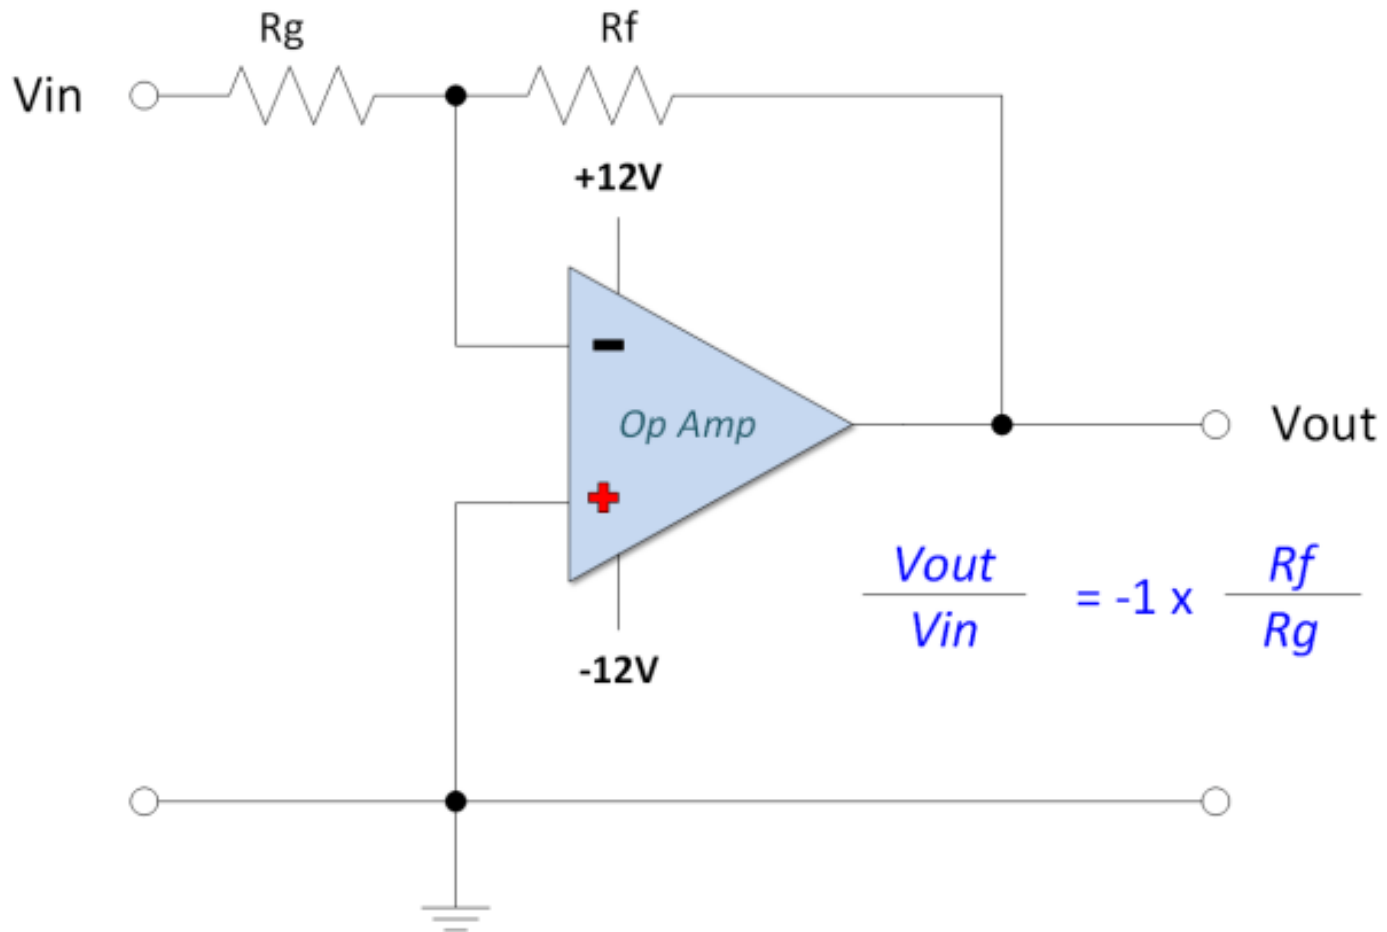 Rg
Rf
Vin
+12V
-
Op Amp
+
Vout
-12V
Vout
Vin
= -1 x
Rf
Rg